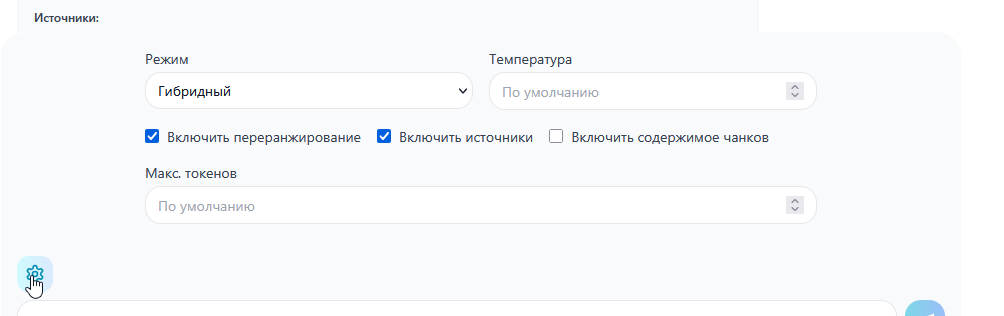 Источники:
Режим
Температура
Гибридный
По умолчанию
Включить переранжирование
Включить источники
Включить содержимое чанков
Макс. токенов
По умолчанию